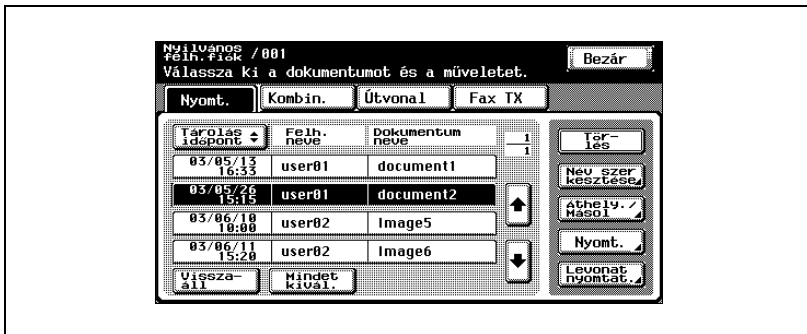 Nyilvános
felh.fiók /001
Válassza ki a dokumentumot és a műveletet.
Bezár
Nyomt.
Kombin.
Útvonal
Fax TX
Tárolás
időpont
Felh.
neve
Dokumentum
neve
1
1
03/05/13
16:33
user01
document1
03/05/26
15:15
user01
document2
03/06/10
10:00
user02
Image5
03/06/11
15:20
user02
Image6
Vissza-
áll
Mindet
kivál.
Tör-
lés
Név szer
kesztése
Áthely./
Másol
Nyomt.
Levonat
nyomtat.